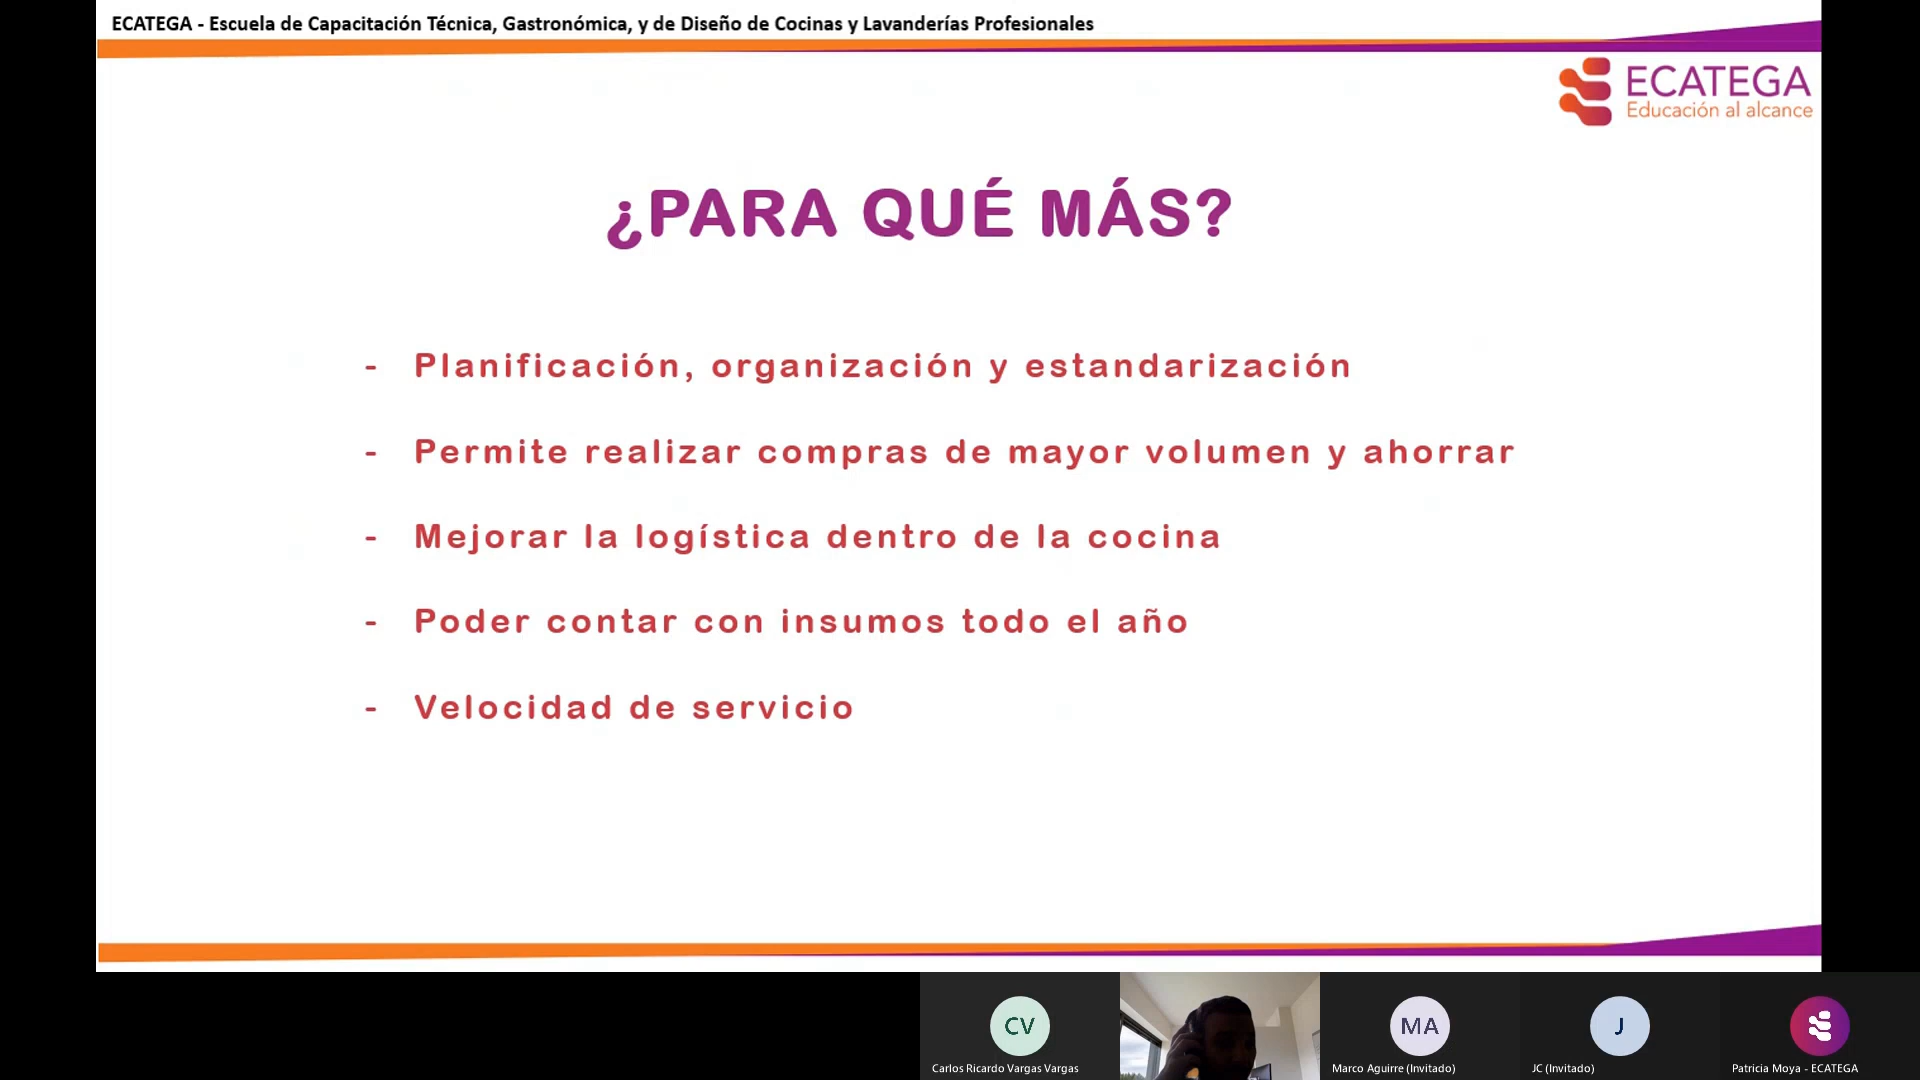 ECATEGA - Escuela de Capacitación Técnica, Gastronómica, y de Diseño de Cocinas y Lavanderías Profesionales
ECATEGA
Educación al alcance
¿PARA QUÉ MÁS?
- Planificación, organización y estandarización
- Permite realizar compras de mayor volumen y ahorrar
- Mejorar la logística dentro de la cocina
- Poder contar con insumos todo el año
- Velocidad de servicio
CV
MA
J
Carlos Ricardo Vargas Vargas
Marco Aguirre (Invitado)
JC (Invitado)
Patricia Moya - ECATEGA